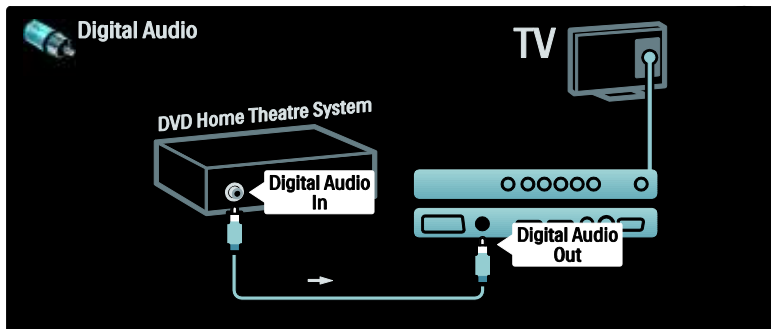 Digital Audio
TV
DVD Home Theatre System
Digital Audio
In
Digital Audio
Out